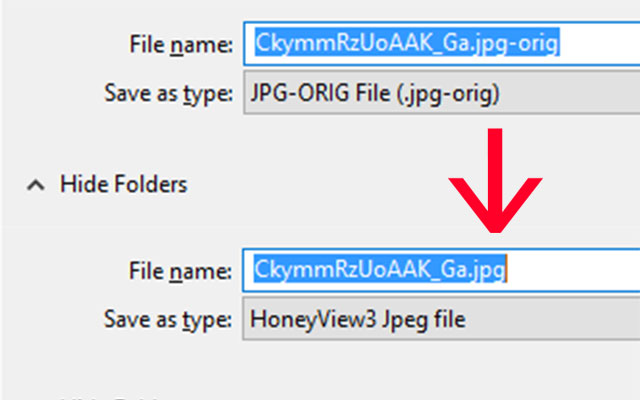 File name: CkymmRzUoAAK_Ga.jpg-orig
Save as type: JPG-ORIG File (.jpg-orig)
Hide Folders
File name: CkymmRzUoAAK_Ga.jpg
Save as type: HoneyView3 Jpeg file